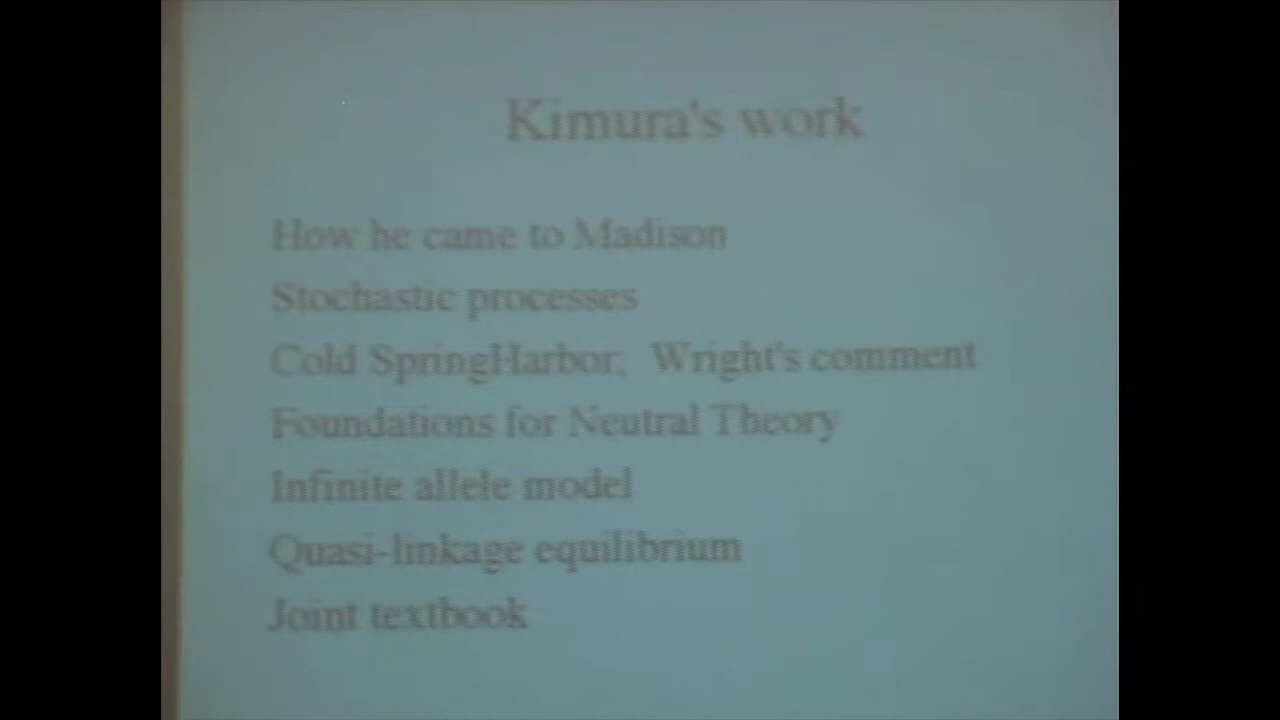 Kimura's work
How he came to Madison
Stochastic processes
Cold SpringHarbor; Wright's comment
Foundations for Neutral Theory
Infinite allele model
Quasi-linkage equilibrium
Joint textbook